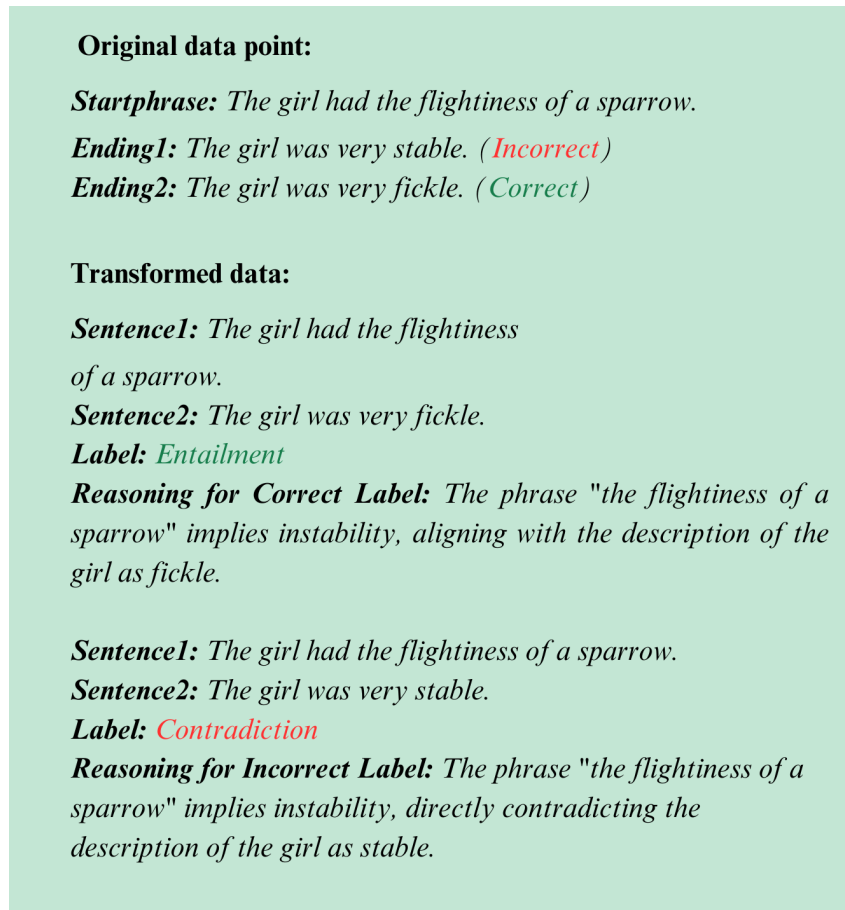 Original data point:
Startphrase: The girl had the flightiness of a sparrow.
Ending1: The girl was very stable. (Incorrect)
Ending2: The girl was very fickle. (Correct)
Transformed data:
Sentence1: The girl had the flightiness
of a sparrow.
Sentence2: The girl was very fickle.
Label: Entailment
Reasoning for Correct Label: The phrase "the flightiness of a
sparrow" implies instability, aligning with the description of the
girl as fickle.
Sentence1: The girl had the flightiness of a sparrow.
Sentence2: The girl was very stable.
Label: Contradiction
Reasoning for Incorrect Label: The phrase "the flightiness of a
sparrow" implies instability, directly contradicting the
description of the girl as stable.